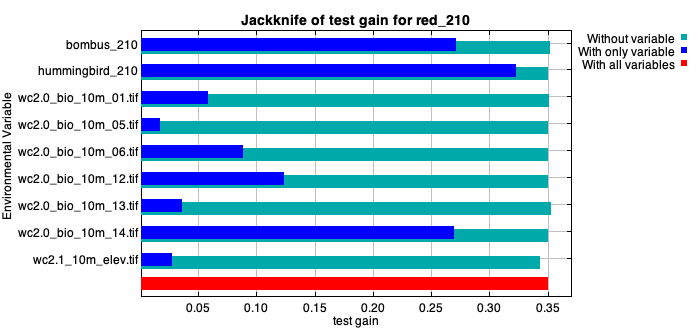 Jackknife of test gain for red_210
Without variable
With only variable
With all variables
Environmental Variable
bombus_210
hummingbird_210
wc2.0_bio_10m_01.tif
wc2.0_bio_10m_05.tif
wc2.0_bio_10m_06.tif
wc2.0_bio_10m_12.tif
wc2.0_bio_10m_13.tif
wc2.0_bio_10m_14.tif
wc2.1_10m_elev.tif
0.05 0.10 0.15 0.20 0.25 0.30 0.35
test gain